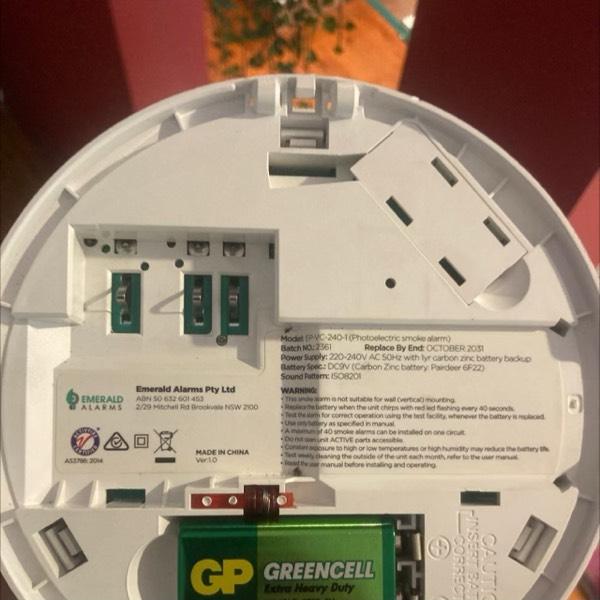 Model: EPVC-240-1 (Photoelectric smoke alarm)
Batch NO.: 2361 Replace By End: OCTOBER 2031
Power Supply: 220-240V AC 50Hz with 1yr carbon zinc battery backup
Battery Spec.: DC9V (Carbon Zinc battery: Pairdeer 6F22)
Sound Pattern: ISO8201
WARNING:
• This smoke alarm is not suitable for wall (vertical) mounting.
• Replace the battery when the unit chirps with red led flashing every 40 seconds.
• Test the alarm for correct operation using the test function, whenever the battery is replaced.
• Use only battery as specified in manual.
• A maximum of 40 smoke alarms can be installed on one circuit.
• Do not open unit ACTIVE parts accessible.
• Constant exposure to high or low temperatures or high humidity may reduce the battery life.
• Test weekly, cleaning the outside of the unit each month, refer to the user manual.
• Read the user manual before installing and operating.
EMERALD
ALARMS
Emerald Alarms Pty Ltd
ABN 50 632 601 453
2/29 Mitchell Rd Brookvale NSW 2100
AS3786: 2014
MADE IN CHINA
Ver:1.0
GP GREENCELL
Extra Heavy Duty
CAUTION
INSERT BA
CORREC